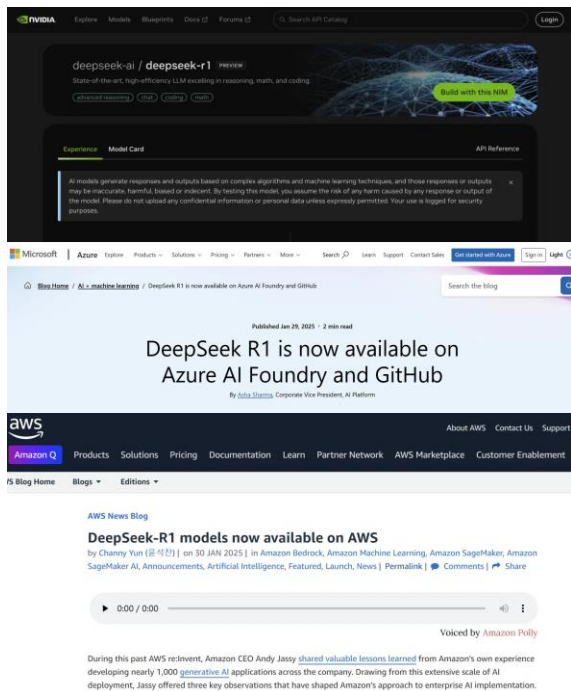 NVIDIA Explore Models Blueprints Docs Forums Search API Catalog Login
deepseek-ai / deepseek-r1 PREVIEW
State-of-the-art, high-efficiency LLM excelling in reasoning, math, and coding.
advanced reasoning chat coding math
Build with this NIM
Experience Model Card API Reference
AI models generate responses and outputs based on complex algorithms and machine learning techniques, and those responses or outputs
may be inaccurate, harmful, biased or indecent. By testing this model, you assume the risk of any harm caused by any response or output of
the model. Please do not upload any confidential information or personal data unless expressly permitted. Your use is logged for security
purposes.
Microsoft | Azure Explore Products Solutions Pricing Partners More Search Learn Support Contact Sales Get started with Azure Sign in Light
Blog Home / AI + machine learning / DeepSeek R1 is now available on Azure AI Foundry and GitHub Search the blog
Published Jan 29, 2025 • 2 min read
DeepSeek R1 is now available on
Azure AI Foundry and GitHub
By Asha Sharma, Corporate Vice President, AI Platform
aws About AWS Contact Us Support
Amazon Q Products Solutions Pricing Documentation Learn Partner Network AWS Marketplace Customer Enablement
S Blog Home Blogs Editions
AWS News Blog
DeepSeek-R1 models now available on AWS
by Channy Yun (윤석찬) | on 30 JAN 2025 | in Amazon Bedrock, Amazon Machine Learning, Amazon SageMaker, Amazon
SageMaker AI, Announcements, Artificial Intelligence, Featured, Launch, News | Permalink | Comments | Share
0:00 / 0:00
Voiced by Amazon Polly
During this past AWS re:Invent, Amazon CEO Andy Jassy shared valuable lessons learned from Amazon's own experience
developing nearly 1,000 generative AI applications across the company. Drawing from this extensive scale of AI
deployment, Jassy offered three key observations that have shaped Amazon's approach to enterprise AI implementation.